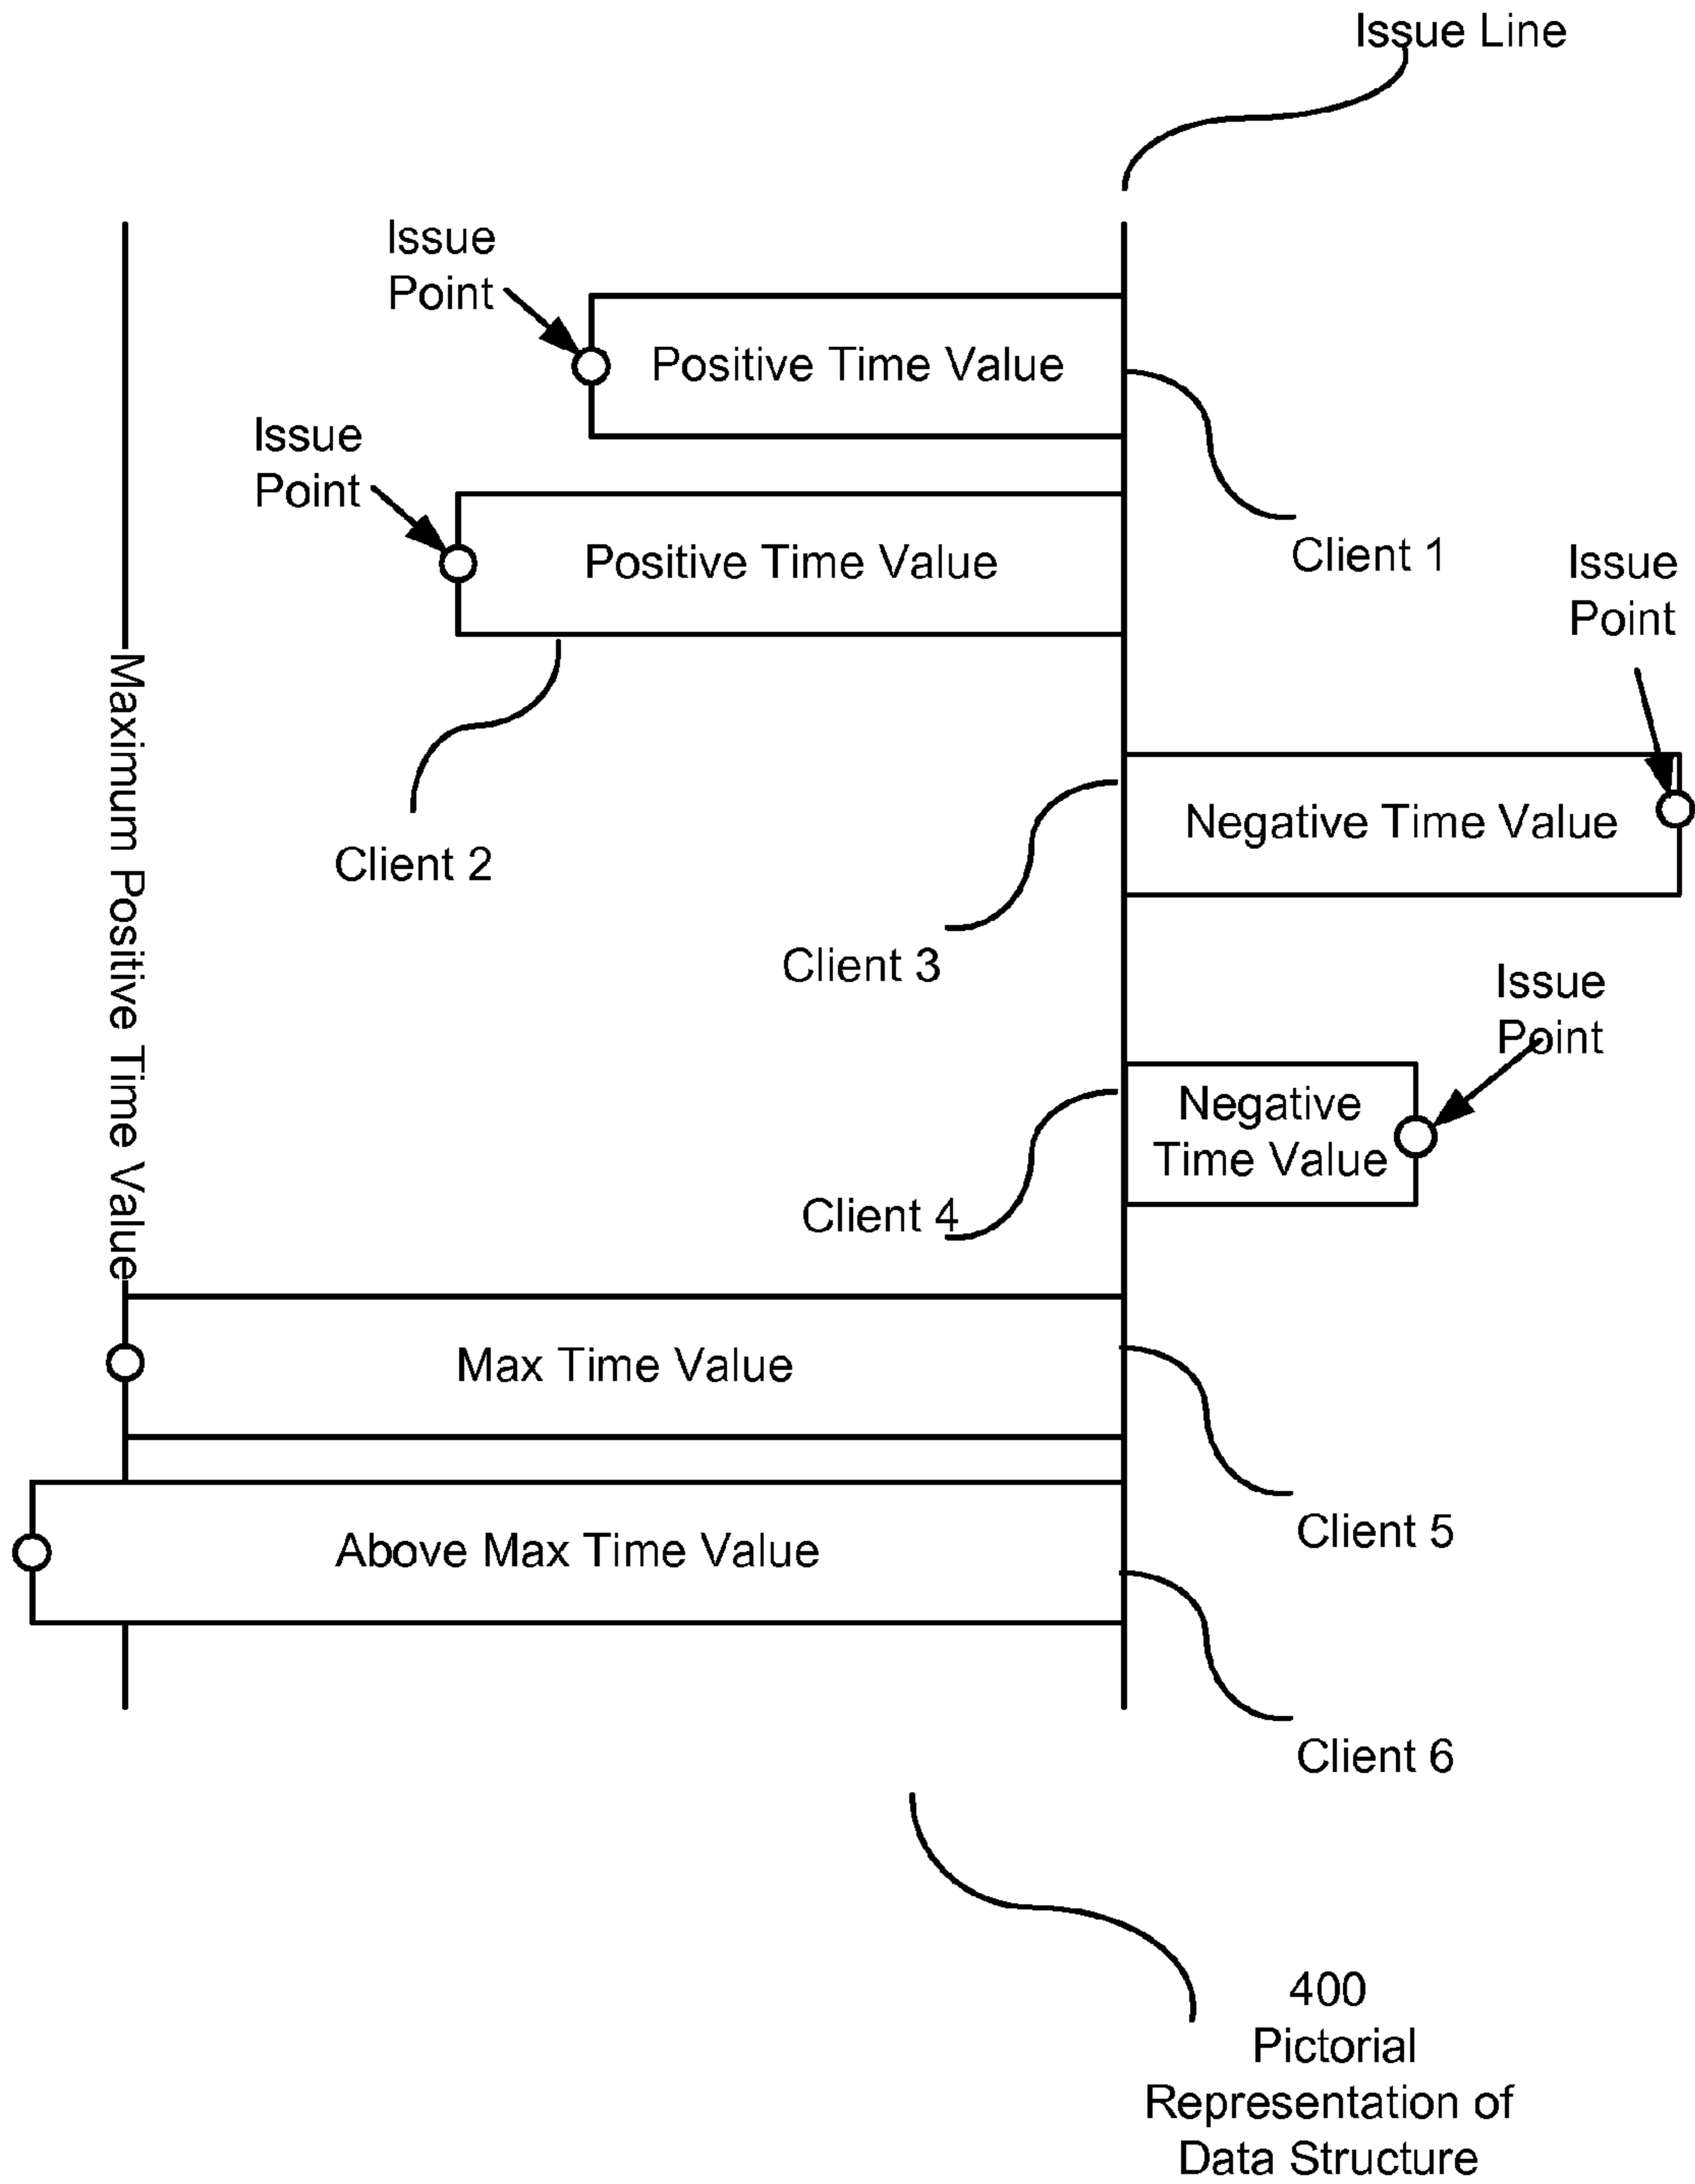 Issue Line
Issue
Point
Positive Time Value
Issue
Point
Positive Time Value
Client 1
Issue
Point
Maximum Positive Time Value
Negative Time Value
Client 2
Client 3
Issue
Point
Negative
Time Value
Client 4
Max Time Value
Client 5
Above Max Time Value
Client 6
400
Pictorial
Representation of
Data Structure